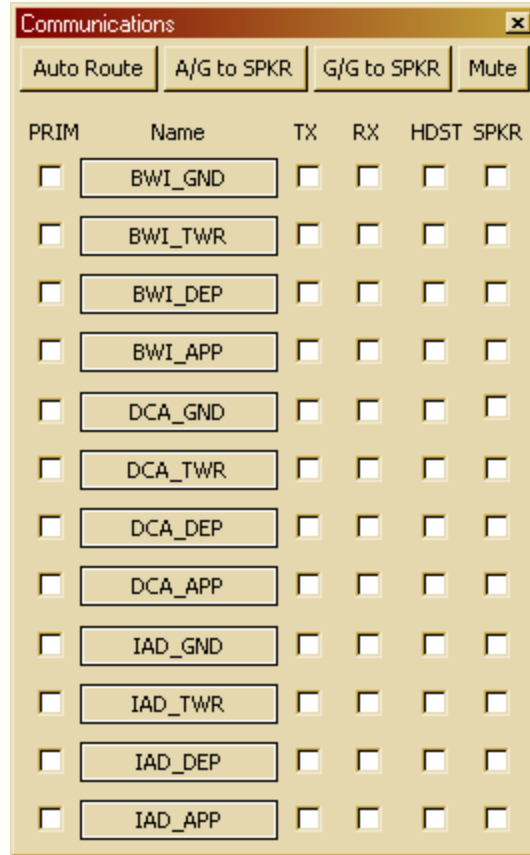 Communications
Auto Route A/G to SPKR G/G to SPKR Mute
PRIM Name TX RX HDST SPKR
BWI_GND
BWI_TWR
BWI_DEP
BWI_APP
DCA_GND
DCA_TWR
DCA_DEP
DCA_APP
IAD_GND
IAD_TWR
IAD_DEP
IAD_APP